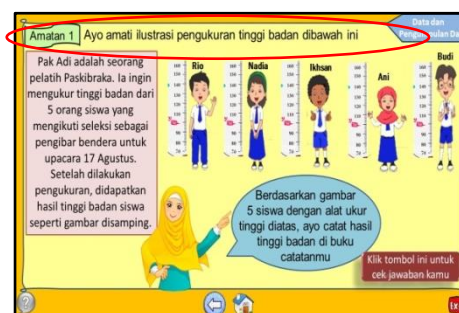 Data dan
Pengumpulan Da
Amatan 1 Ayo amati ilustrasi pengukuran tinggi badan dibawah ini
Pak Adi adalah seorang
pelatih Paskibraka. Ia ingin
mengukur tinggi badan dari
5 orang siswa yang
mengikuti seleksi sebagai
pengibar bendera untuk
upacara 17 Agustus.
Setelah dilakukan
pengukuran, didapatkan
hasil tinggi badan siswa
seperti gambar disamping.
Rio
Nadia
Ikhsan
Ani
Budi
Berdasarkan gambar
5 siswa dengan alat ukur
tinggi diatas, ayo catat hasil
tinggi badan di buku
catatanmu
Klik tombol ini untuk
cek jawaban kamu
Ex